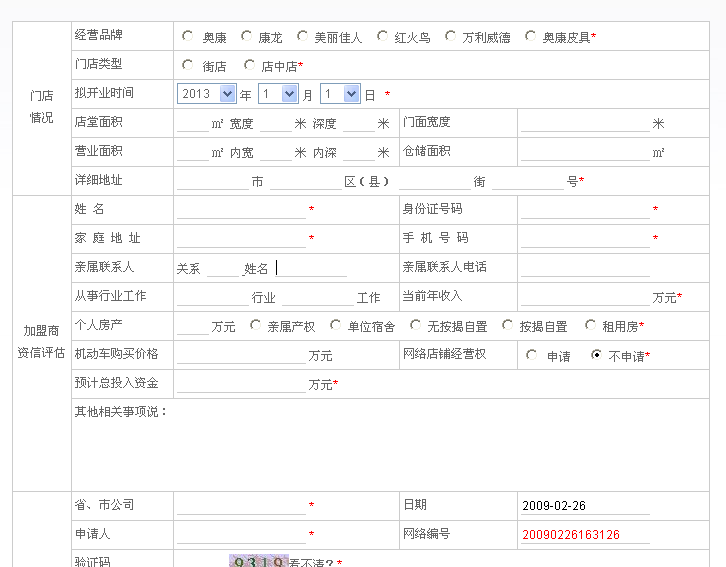 经营品牌 奥康 康龙 美丽佳人 红火鸟 万利威德 奥康皮具*
门店类型 街店 店中店*
门店情况
拟开业时间 2013 年 1 月 1 日 *
店堂面积 ㎡ 宽度 米 深度 米 门面宽度 米
营业面积 ㎡ 内宽 米 内深 米 仓储面积 ㎡
详细地址 市 区(县) 街 号*
姓 名 * 身份证号码 *
家 庭 地 址 * 手 机 号 码 *
亲属联系人 关系 姓名 亲属联系人电话
从事行业工作 行业 工作 当前年收入 万元*
加盟商资信评估
个人房产 万元 亲属产权 单位宿舍 无按揭自置 按揭自置 租用房*
机动车购买价格 万元 网络店铺经营权 申请 不申请*
预计总投入资金 万元*
其他相关事项说:
省、市公司 * 日期 2009-02-26
申请人 * 网络编号 20090226163126
验证码 9319 看不清？*